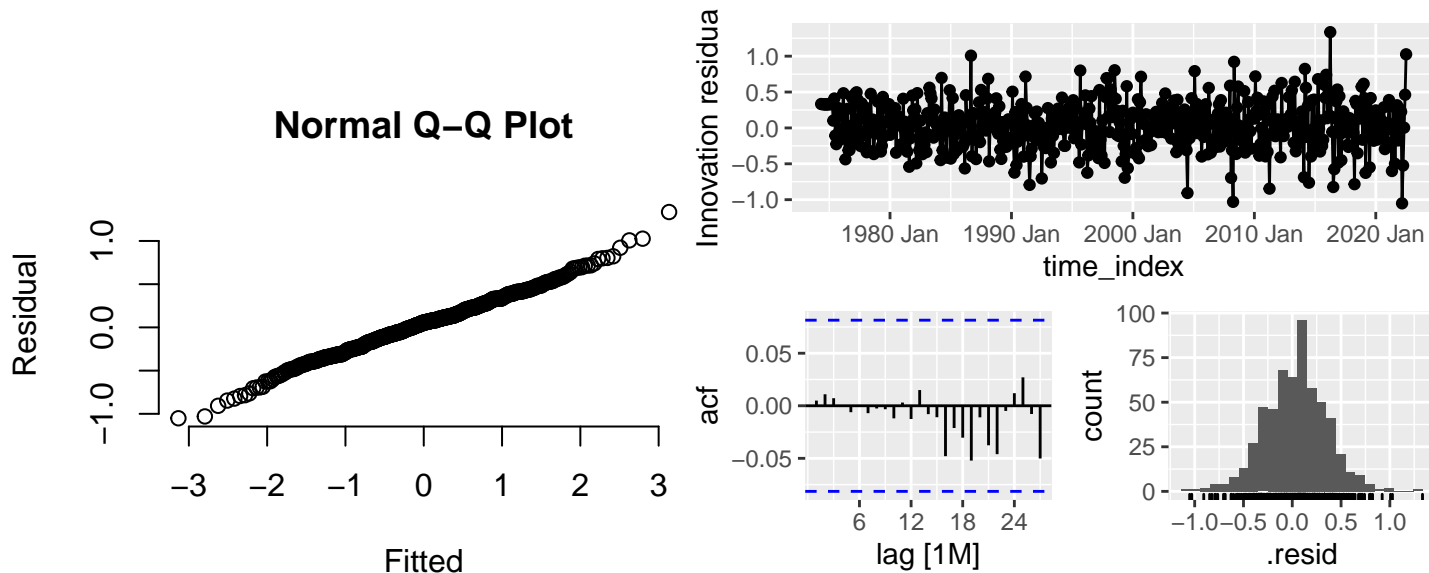 Normal Q−Q Plot
Residual
−1.0 0.0 1.0
−3 −2 −1 0 1 2 3
Fitted
Innovation residua
1.0
0.5
0.0
−0.5
−1.0
1980 Jan 1990 Jan 2000 Jan 2010 Jan 2020 Jan
time_index
acf
0.05
0.00
−0.05
6 12 18 24
lag [1M]
count
100
75
50
25
0
−1.0 −0.5 0.0 0.5 1.0
.resid